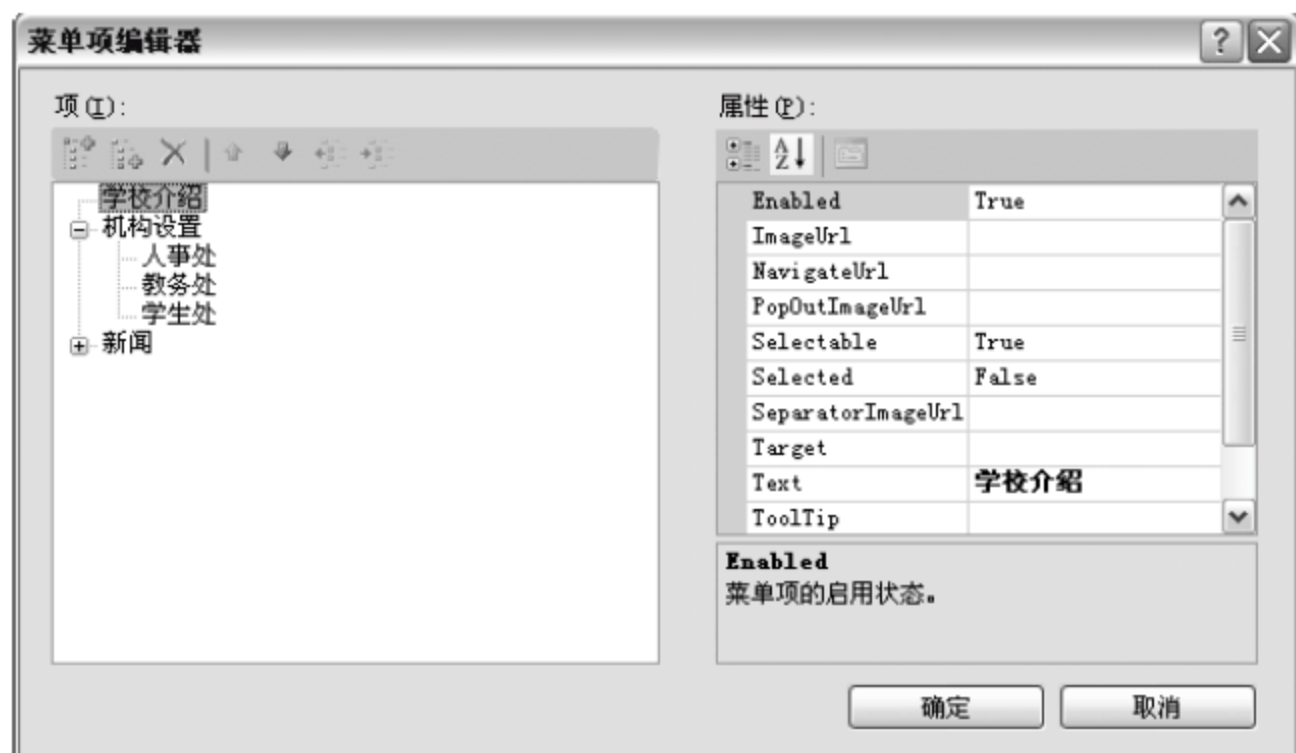 菜单项编辑器
项(I):
学校介绍
机构设置
人事处
教务处
学生处
新闻
属性(P):
Enabled True
ImageUrl
NavigateUrl
PopOutImageUrl
Selectable True
Selected False
SeparatorImageUrl
Target
Text 学校介绍
ToolTip
Enabled
菜单项的启用状态。
确定 取消